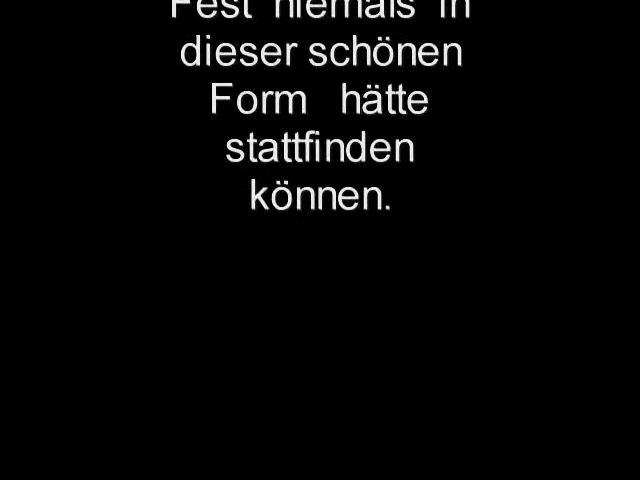 Fest niemals in
dieser schönen
Form hätte
stattfinden
können.